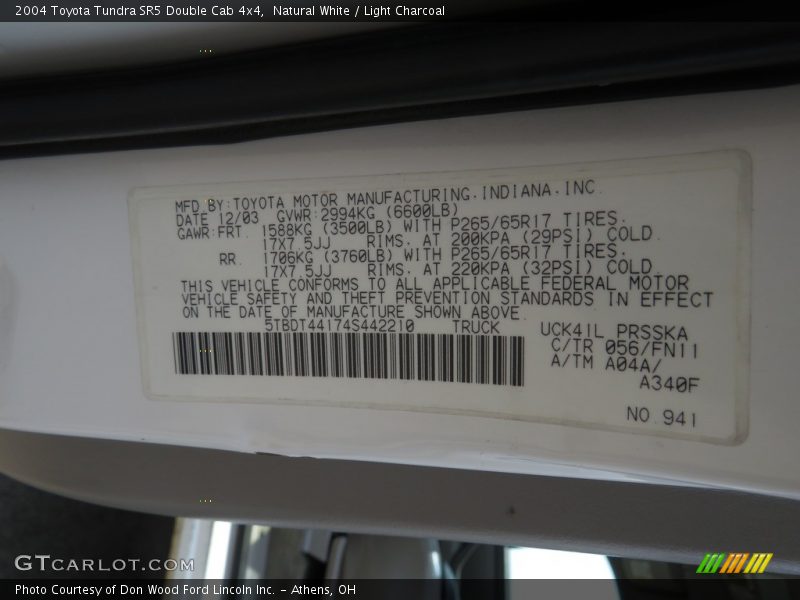 2004 Toyota Tundra SR5 Double Cab 4x4,  Natural White / Light Charcoal
MFD.BY:TOYOTA MOTOR MANUFACTURING.INDIANA.INC.
DATE 12/03 GVWR:2994KG (6600LB)
GAWR:FRT. 1588KG (3500LB) WITH P265/65R17 TIRES.
17X7.5JJ RIMS. AT 200KPA (29PSI) COLD.
RR. 1706KG (3760LB) WITH P265/65R17 TIRES.
17X7.5JJ RIMS. AT 220KPA (32PSI) COLD.
THIS VEHICLE CONFORMS TO ALL APPLICABLE FEDERAL MOTOR
VEHICLE SAFETY AND THEFT PREVENTION STANDARDS IN EFFECT
ON THE DATE OF MANUFACTURE SHOWN ABOVE.
5TBDT44174S442210 TRUCK
UCK41L PRSSKA
C/TR 056/FN11
A/TM A04A/
A340F
NO.941
GTCARLOT.COM
Photo Courtesy of Don Wood Ford Lincoln Inc. - Athens, OH